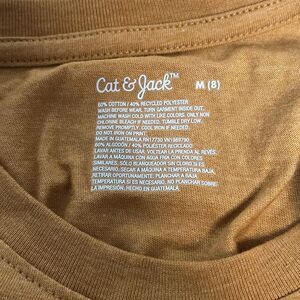 Cat & Jack™ M (8)
60% COTTON / 40% RECYCLED POLYESTER
WASH BEFORE WEAR. TURN GARMENT INSIDE OUT.
MACHINE WASH COLD WITH LIKE COLORS. ONLY NON
CHLORINE BLEACH IF NEEDED. TUMBLE DRY LOW.
REMOVE PROMPTLY. COOL IRON IF NEEDED.
DO NOT IRON ON PRINT.
MADE IN GUATEMALA RN17730
60% ALGODÓN / 40% POLIÉSTER RECICLADO
LAVAR ANTES DE USAR. VOLTEAR LA PRENDA AL REVÉS.
LAVAR A MÁQUINA CON AGUA FRÍA CON COLORES
SIMILARES. SÓLO BLANQUEADOR SIN CLORO SI ES
NECESARIO. SECAR A MÁQUINA A TEMPERATURA BAJA.
RETIRAR OPORTUNAMENTE. PLANCHAR A BAJA
TEMPERATURA SI ES NECESARIO. NO PLANCHAR SOBRE
LA IMPRESIÓN. HECHO EN GUATEMALA.